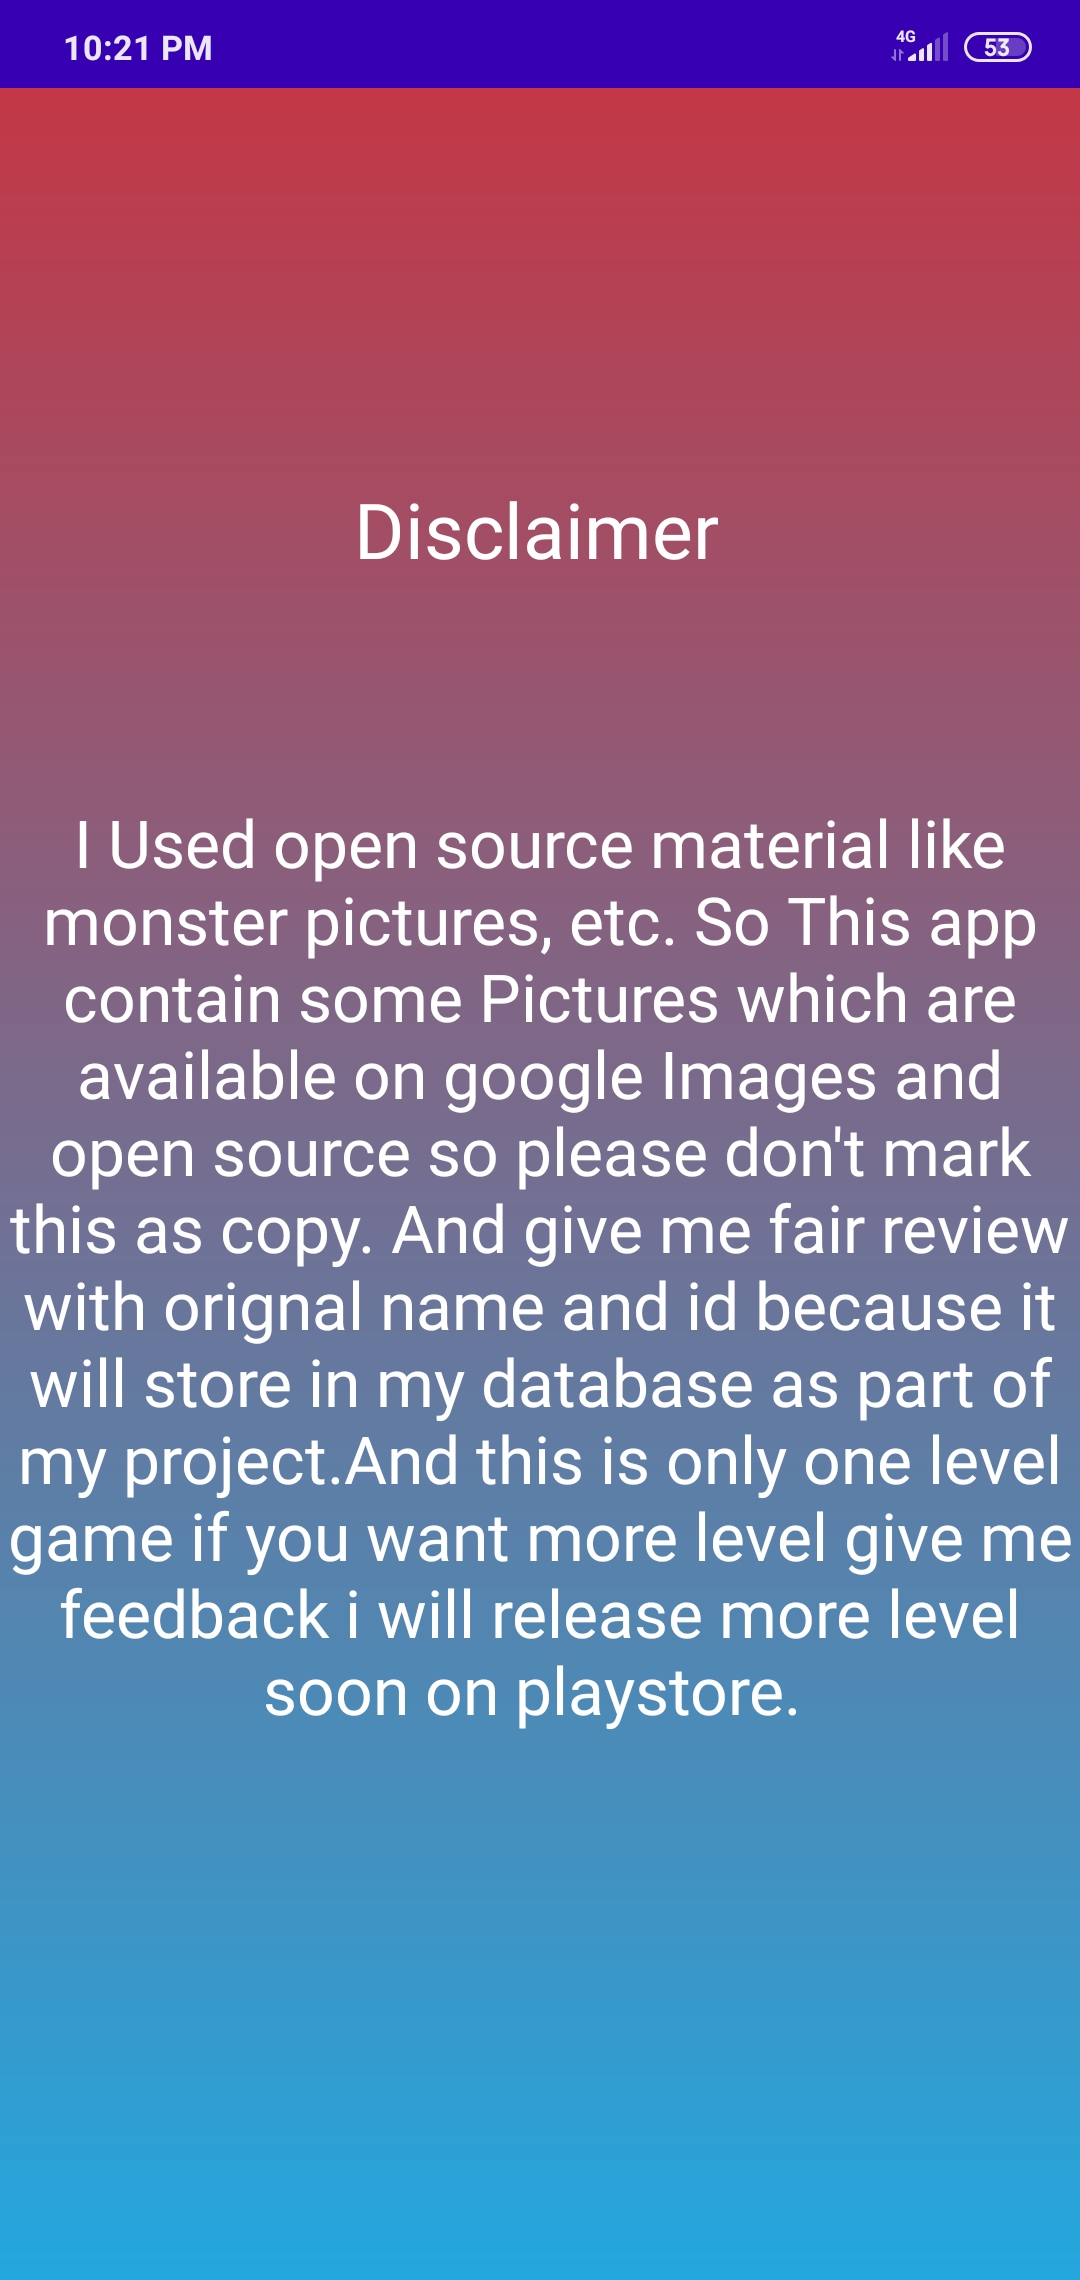 10:21 PM
4G
53
Disclaimer
I Used open source material like
monster pictures, etc. So This app
contain some Pictures which are
available on google Images and
open source so please don't mark
this as copy. And give me fair review
with orignal name and id because it
will store in my database as part of
my project.And this is only one level
game if you want more level give me
feedback i will release more level
soon on playstore.